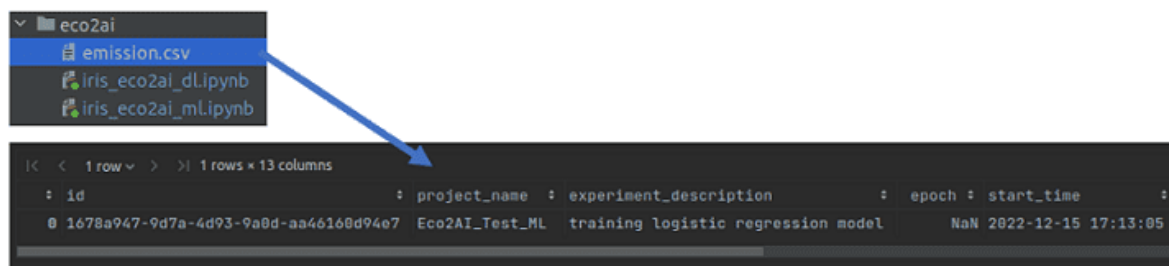 eco2ai
emission.csv
iris_eco2ai_dl.ipynb
iris_eco2ai_ml.ipynb
1 row 1 rows × 13 columns
id project_name experiment_description epoch start_time
0 1678a947-9d7a-4d93-9a0d-aa46160d94e7 Eco2AI_Test_ML training logistic regression model NaN 2022-12-15 17:13:05